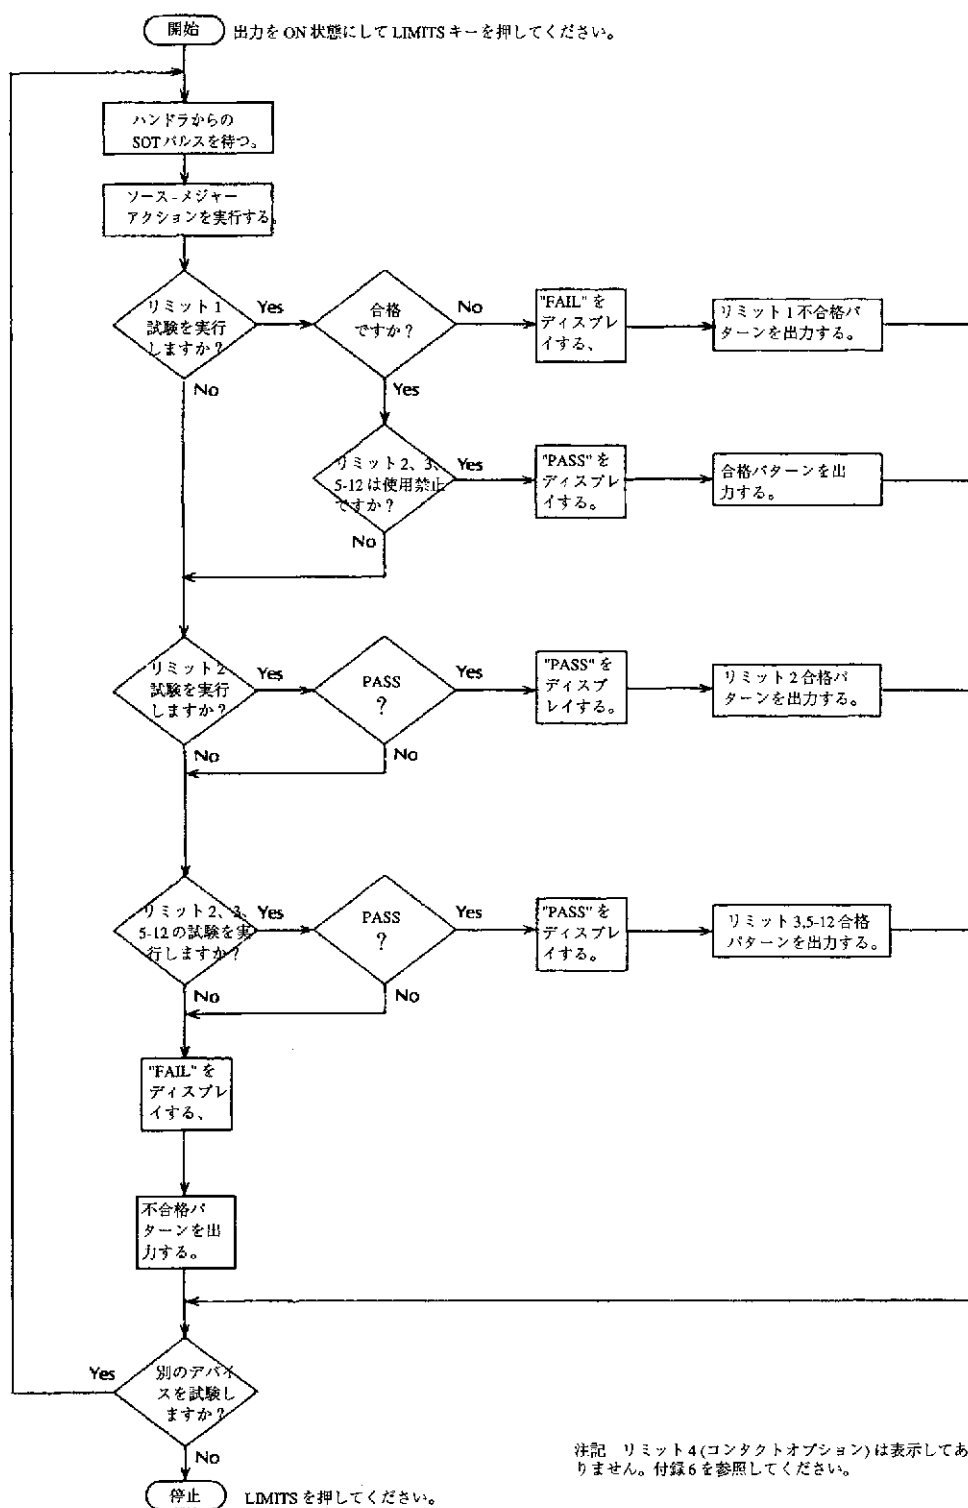 開始
出力を ON 状態にして LIMITS キーを押してください。
ハンドラからの
SOT パルスを待つ。
ソース - メジャー
アクションを実行する。
リミット 1
試験を実行
しますか?
Yes
合格
ですか?
No
"FAIL" を
ディスプレ
イする、
リミット 1 不合格パ
ターンを出力する。
No
Yes
リミット 2、3、
5-12 は使用禁止
ですか?
Yes
"PASS" を
ディスプレ
イする。
合格パターンを出
力する。
No
リミット 2
試験を実行
しますか?
Yes
PASS
?
Yes
"PASS" を
ディスプ
レイする。
リミット 2 合格パ
ターンを出力する。
No
No
リミット 2、3、
5-12 の試験を実
行しますか?
Yes
PASS
?
Yes
"PASS" を
ディスプレ
イする。
リミット 3,5-12 合格
パターンを出力する。
No
No
"FAIL" を
ディスプレ
イする、
不合格パ
ターンを出
力する。
Yes
別のデバイ
スを試験し
ますか?
No
停止
LIMITS を押してください。
注記 リミット 4 (コンタクトオプション) は表示してあ
りません。付録 6 を参照してください。